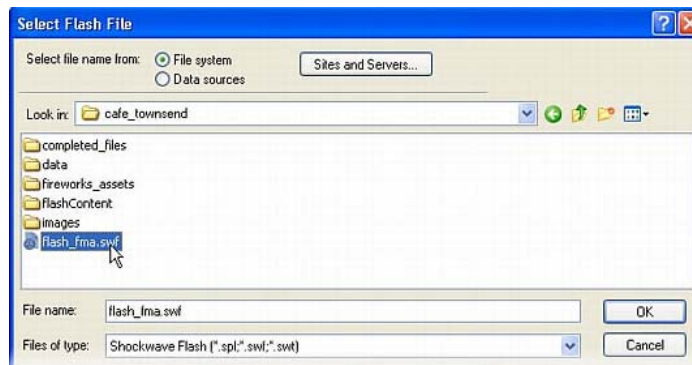 Select Flash File
Select file name from: File system Sites and Servers...
Data sources
Look in: cafe_townsend
completed_files
data
fireworks_assets
flashContent
images
flash_fma.swf
File name: flash_fma.swf OK
Files of type: Shockwave Flash (*.spl;*.swf;*.swt) Cancel